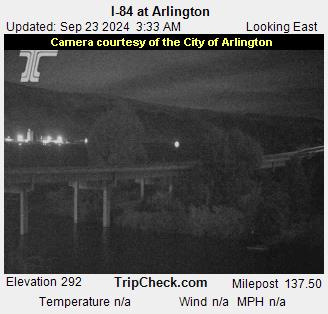 I-84 at Arlington
Updated: Sep 23 2024 3:33 AM Looking East
Camera courtesy of the City of Arlington
Elevation 292 TripCheck.com Milepost 137.50
Temperature n/a Wind n/a MPH n/a